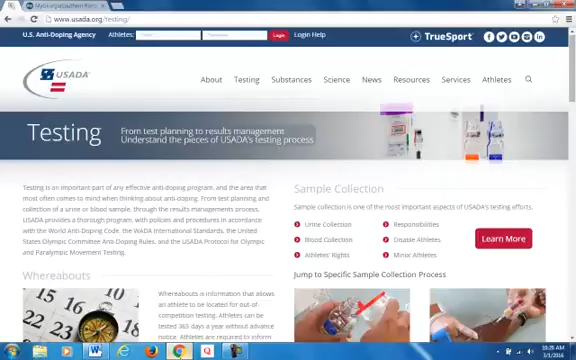 www.usada.org/testing/
U.S. Anti-Doping Agency
Athletes:
Login
Login Help
TrueSport
USADA
About Testing Substances Science News Resources Services Athletes
Testing
From test planning to results management
Understand the pieces of USADA's testing process
Testing is an important part of any effective anti-doping program, and the area that
most often comes to mind when thinking about anti-doping. From test planning and
collection of a urine or blood sample, through the results management process,
USADA provides a thorough program, with policies and procedures in accordance
with the World Anti-Doping Code, the WADA International Standards, the United
States Olympic Committee Anti-Doping Rules, and the USADA Protocol for Olympic
and Paralympic Movement Testing.
Whereabouts
Whereabouts is information that allows
an athlete to be located for out-of-
competition testing. Athletes can be
tested 365 days a year without advance
notice. Athletes are required to inform
Sample Collection
Sample collection is one of the most important aspects of USADA's testing efforts.
Urine Collection
Blood Collection
Athletes' Rights
Responsibilities
Disable Athletes
Minor Athletes
Learn More
Jump to Specific Sample Collection Process
10:25 AM